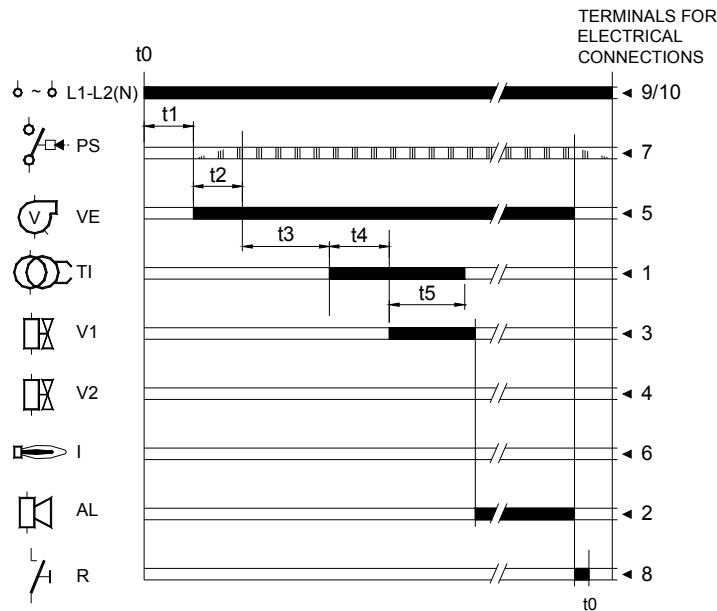 TERMINALS FOR
ELECTRICAL
CONNECTIONS
t0
~ L1-L2(N) 9/10
t1
PS 7
t2
V VE 5
t3 t4
TI 1
t5
V1 3
V2 4
I 6
AL 2
L R 8
t0